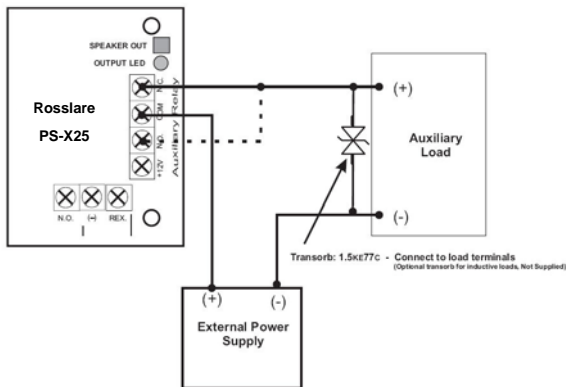 SPEAKER OUT
OUTPUT LED
Rosslare
PS-X25
N.C.
COM
N.O.
+12V
Auxiliary Relay
N.O.
(-)
REX.
(+)
Auxiliary
Load
(-)
Transorb: 1.5KE77C - Connect to load terminals
(Optional transorb for inductive loads, Not Supplied)
(+)
(-)
External Power
Supply